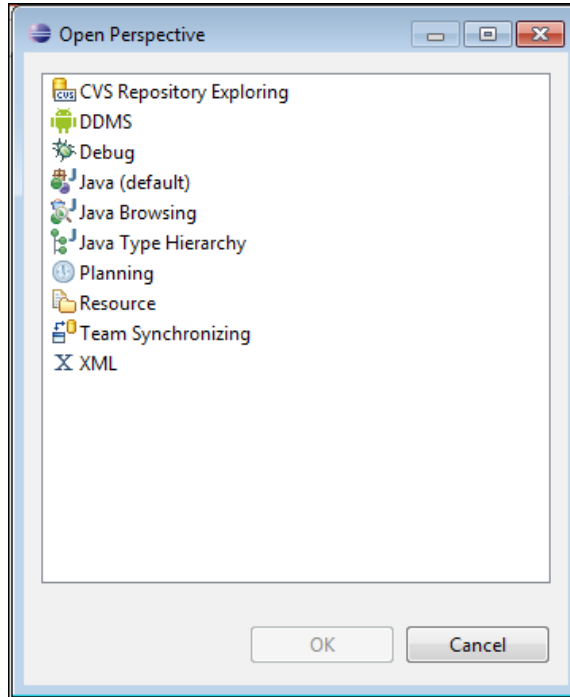 Open Perspective
CVS Repository Exploring
DDMS
Debug
Java (default)
Java Browsing
Java Type Hierarchy
Planning
Resource
Team Synchronizing
X XML
OK
Cancel